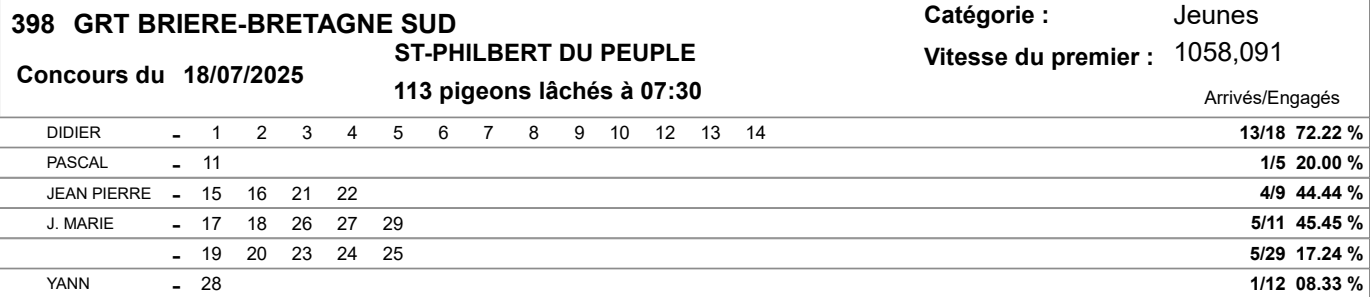 398 GRT BRIERE-BRETAGNE SUD
Catégorie : Jeunes
ST-PHILBERT DU PEUPLE
Vitesse du premier : 1058,091
Concours du 18/07/2025
113 pigeons lâchés à 07:30
Arrivés/Engagés
DIDIER - 1 2 3 4 5 6 7 8 9 10 12 13 14 13/18 72.22 %
PASCAL - 11 1/5 20.00 %
JEAN PIERRE - 15 16 21 22 4/9 44.44 %
J. MARIE - 17 18 26 27 29 5/11 45.45 %
- 19 20 23 24 25 5/29 17.24 %
YANN - 28 1/12 08.33 %